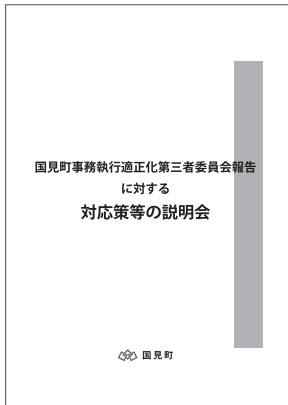 国見町事務執行適正化第三者委員会報告
に対する
対応策等の説明会
国見町